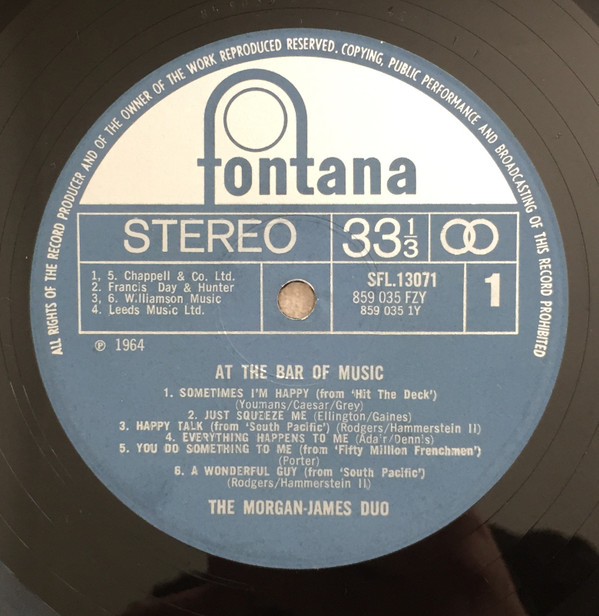 ALL RIGHTS OF THE RECORD PRODUCER AND OF THE OWNER OF THE WORK REPRODUCED RESERVED. COPYING, PUBLIC PERFORMANCE AND BROADCASTING OF THIS RECORD PROHIBITED
fontana
STEREO 33 1/3
1, 5. Chappell & Co. Ltd.
2. Francis Day & Hunter
3, 6. Williamson Music
4. Leeds Music Ltd.
SFL.13071
859 035 FZY
859 035 1Y
1
℗ 1964
AT THE BAR OF MUSIC
1. SOMETIMES I'M HAPPY (from 'Hit The Deck')
(Youmans/Caesar/Grey)
2. JUST SQUEEZE ME (Ellington/Gaines)
3. HAPPY TALK (from 'South Pacific') (Rodgers/Hammerstein II)
4. EVERYTHING HAPPENS TO ME (Adair/Dennis)
5. YOU DO SOMETHING TO ME (from 'Fifty Million Frenchmen')
(Porter)
6. A WONDERFUL GUY (from 'South Pacific')
(Rodgers/Hammerstein II)
THE MORGAN-JAMES DUO